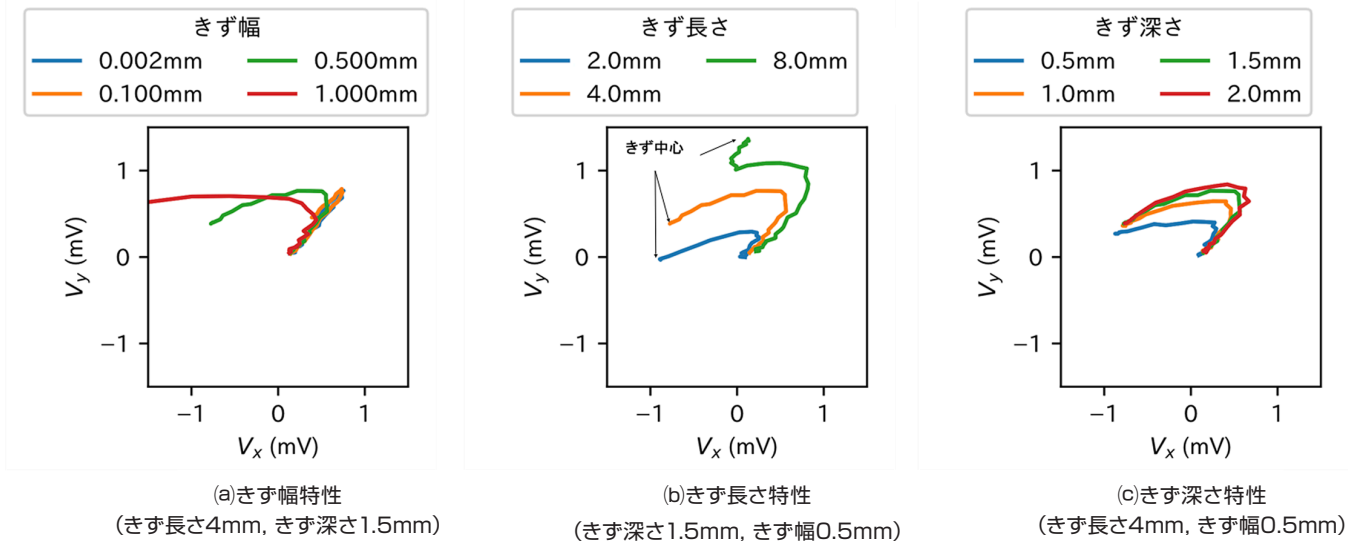 きず幅
0.002mm 0.500mm
0.100mm 1.000mm
1
0
−1
−1 0 1
Vy (mV)
Vx (mV)
(a)きず幅特性
(きず長さ4mm, きず深さ1.5mm)
きず長さ
2.0mm 8.0mm
4.0mm
きず中心
1
0
−1
−1 0 1
Vy (mV)
Vx (mV)
(b)きず長さ特性
(きず深さ1.5mm, きず幅0.5mm)
きず深さ
0.5mm 1.5mm
1.0mm 2.0mm
1
0
−1
−1 0 1
Vy (mV)
Vx (mV)
(c)きず深さ特性
(きず長さ4mm, きず幅0.5mm)